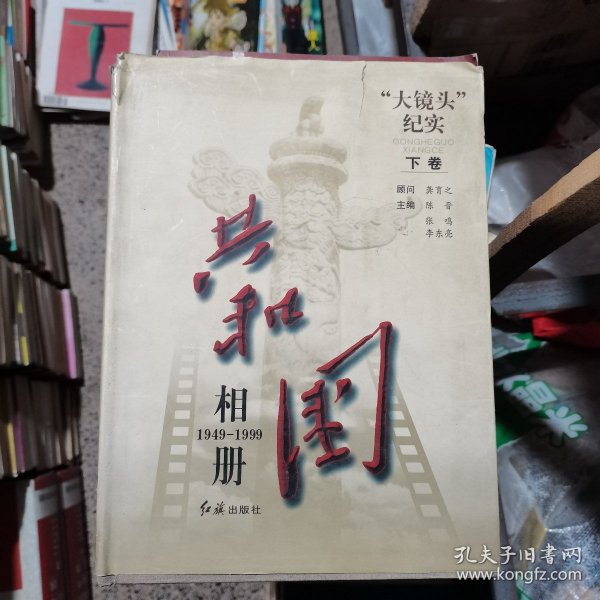 “大镜头”
纪实
GONGHEGUO
XIANGCE
下卷
顾问 龚育之
主编 陈晋
张鸣
李东亮
共和国
相
1949-1999
册
红旗出版社
孔夫子旧书网
www.kongfz.com